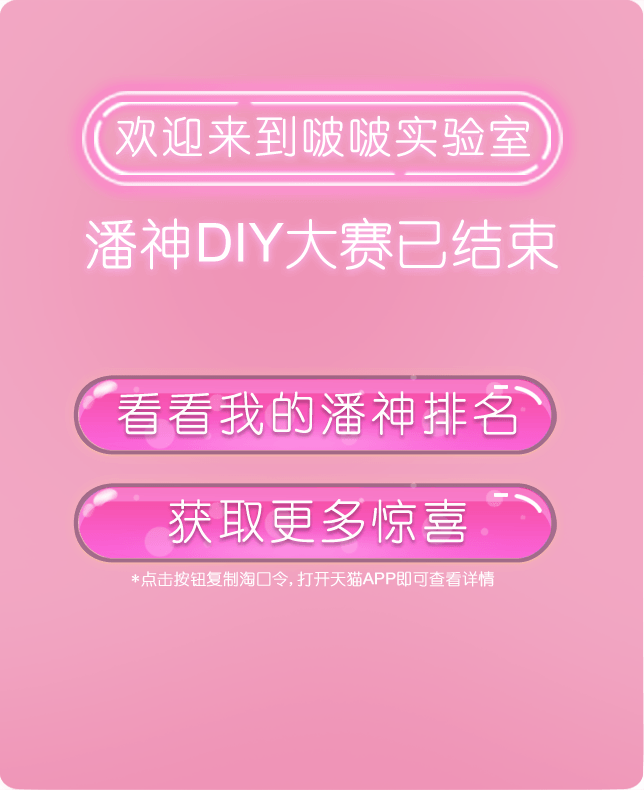 欢迎来到啵啵实验室
潘神DIY大赛已结束
看看我的潘神排名
获取更多惊喜
*点击按钮复制淘口令, 打开天猫APP即可查看详情